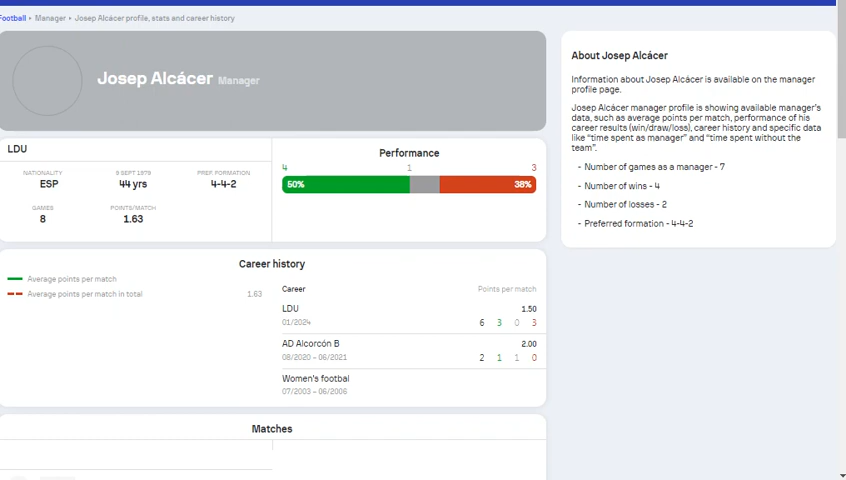 Football ▸ Manager ▸ Josep Alcácer profile, stats and career history
Josep Alcácer Manager
LDU
NATIONALITY
ESP
9 SEPT 1979
44 yrs
PREF. FORMATION
4-4-2
GAMES
8
POINTS/MATCH
1.63
Performance
4 1 3
50% 38%
Career history
Average points per match
Average points per match in total 1.63
Career Points per match
LDU 1.50
01/2024 6 3 0 3
AD Alcorcón B 2.00
08/2020 – 06/2021 2 1 1 0
Women's footbal
07/2003 – 06/2006
Matches
About Josep Alcácer
Information about Josep Alcácer is available on the manager
profile page.
Josep Alcácer manager profile is showing available manager's
data, such as average points per match, performance of his
career results (win/draw/loss), career history and specific data
like “time spent as manager” and “time spent without the
team”.
- Number of games as a manager - 7
- Number of wins - 4
- Number of losses - 2
- Preferred formation - 4-4-2